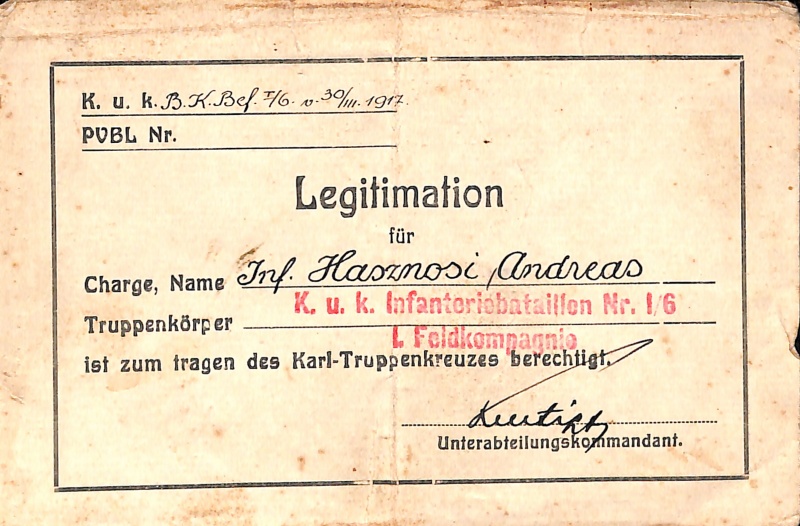 K. u. k. B. K. Bef. I/6. v. 30/III. 1917.
PVBL Nr.
Legitimation
für
Charge, Name Inf. Hasznosi, Andreas
Truppenkörper K. u. k. Infanteriebataillon Nr. I/6
I. Feldkompagnie
ist zum tragen des Karl-Truppenkreuzes berechtigt.
Unterabteilungskommandant.